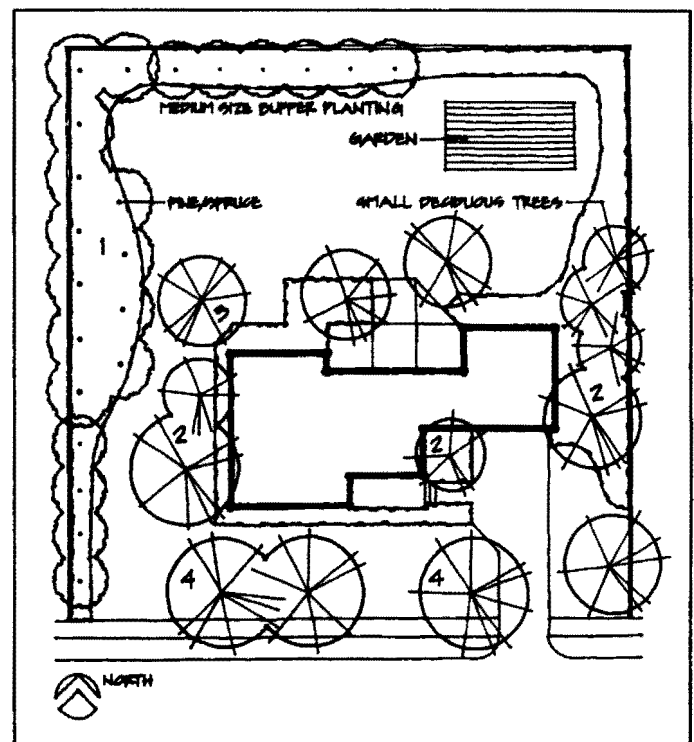 MEDIUM SIZE BUFFER PLANTING
GARDEN
PINE/SPRUCE
SMALL DECIDUOUS TREES
1
3
2
2
2
4
4
NORTH